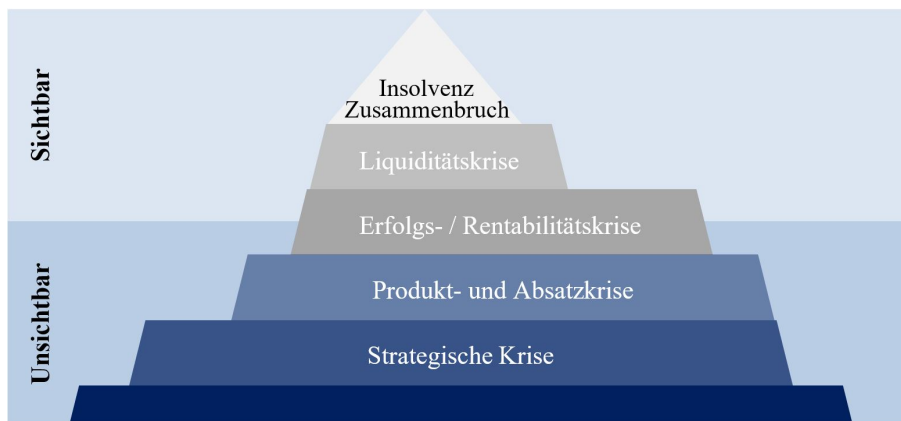 Sichtbar
Insolvenz
Zusammenbruch
Liquiditätskrise
Erfolgs- / Rentabilitätskrise
Unsichtbar
Produkt- und Absatzkrise
Strategische Krise